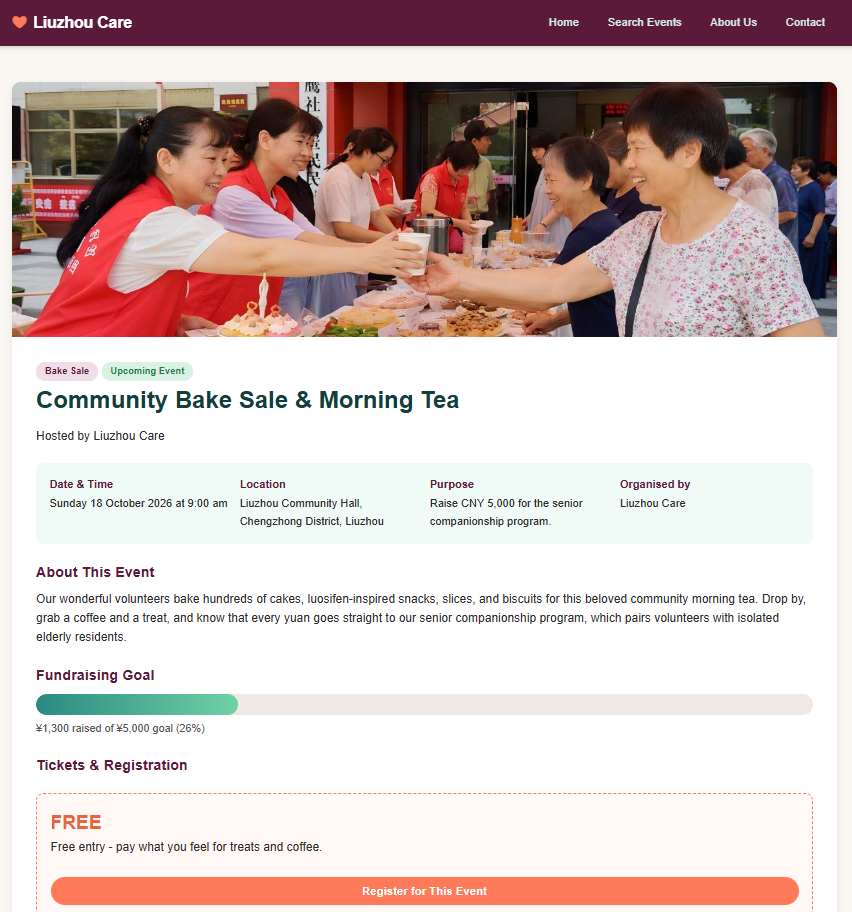 Liuzhou Care
Home
Search Events
About Us
Contact
Bake Sale
Upcoming Event
Community Bake Sale & Morning Tea
Hosted by Liuzhou Care
Date & Time
Sunday 18 October 2026 at 9:00 am
Location
Liuzhou Community Hall,
Chengzhong District, Liuzhou
Purpose
Raise CNY 5,000 for the senior
companionship program.
Organised by
Liuzhou Care
About This Event
Our wonderful volunteers bake hundreds of cakes, luosifen-inspired snacks, slices, and biscuits for this beloved community morning tea. Drop by,
grab a coffee and a treat, and know that every yuan goes straight to our senior companionship program, which pairs volunteers with isolated
elderly residents.
Fundraising Goal
¥1,300 raised of ¥5,000 goal (26%)
Tickets & Registration
FREE
Free entry - pay what you feel for treats and coffee.
Register for This Event